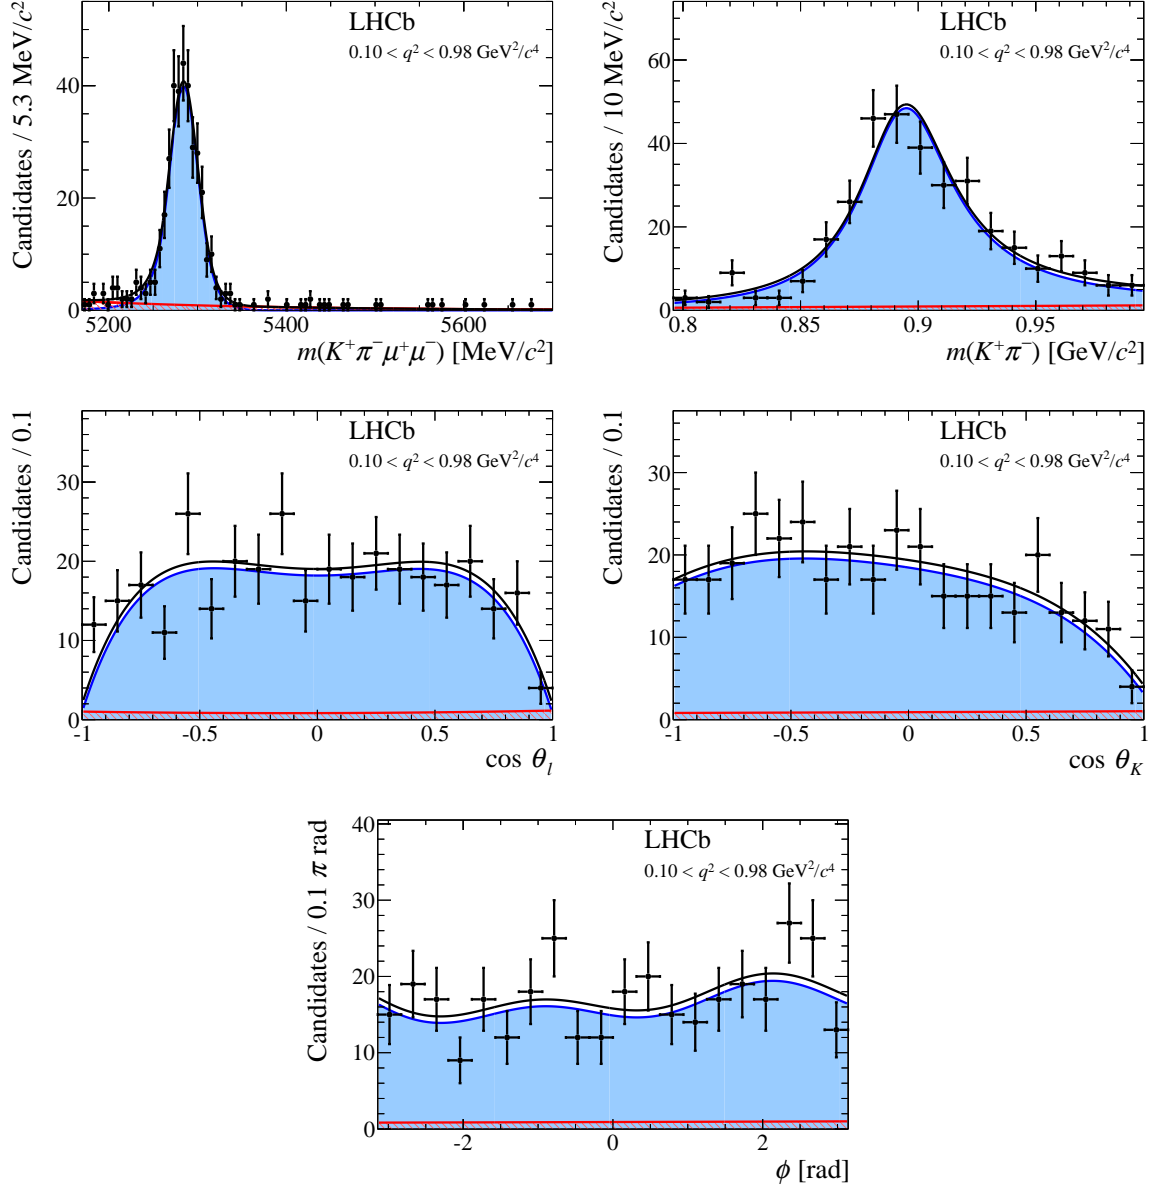 Candidates / 5.3 MeV/c²
LHCb
0.10 < q² < 0.98 GeV²/c⁴
40
20
0
5200
5400
5600
m(K⁺π⁻μ⁺μ⁻) [MeV/c²]
Candidates / 10 MeV/c²
LHCb
0.10 < q² < 0.98 GeV²/c⁴
60
40
20
0
0.8
0.85
0.9
0.95
m(K⁺π⁻) [GeV/c²]
Candidates / 0.1
LHCb
0.10 < q² < 0.98 GeV²/c⁴
30
20
10
0
-1
-0.5
0
0.5
1
cos θ_l
Candidates / 0.1
LHCb
0.10 < q² < 0.98 GeV²/c⁴
30
20
10
0
-1
-0.5
0
0.5
1
cos θ_K
Candidates / 0.1 π rad
LHCb
0.10 < q² < 0.98 GeV²/c⁴
40
30
20
10
0
-2
0
2
ϕ [rad]